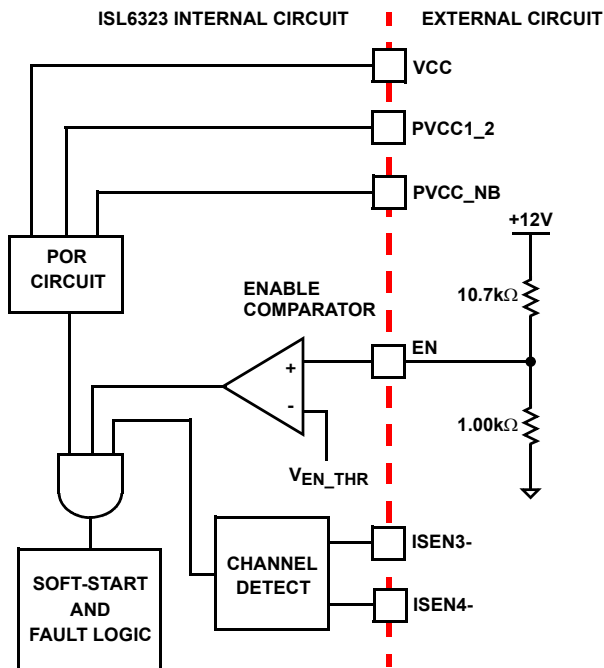 ISL6323 INTERNAL CIRCUIT
EXTERNAL CIRCUIT
VCC
PVCC1_2
PVCC_NB
+12V
POR
CIRCUIT
ENABLE
COMPARATOR
10.7kΩ
EN
+
-
1.00kΩ
VEN_THR
ISEN3-
CHANNEL
DETECT
ISEN4-
SOFT-START
AND
FAULT LOGIC